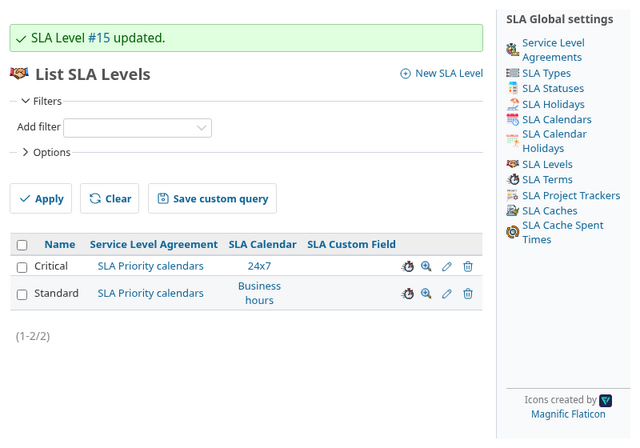 SLA Level #15 updated.
List SLA Levels
New SLA Level
Filters
Add filter
Options
Apply
Clear
Save custom query
Name Service Level Agreement SLA Calendar SLA Custom Field
Critical SLA Priority calendars 24x7
Standard SLA Priority calendars Business
hours
(1-2/2)
SLA Global settings
Service Level
Agreements
SLA Types
SLA Statuses
SLA Holidays
SLA Calendars
SLA Calendar
Holidays
SLA Levels
SLA Terms
SLA Project Trackers
SLA Caches
SLA Cache Spent
Times
Icons created by
Magnific Flaticon